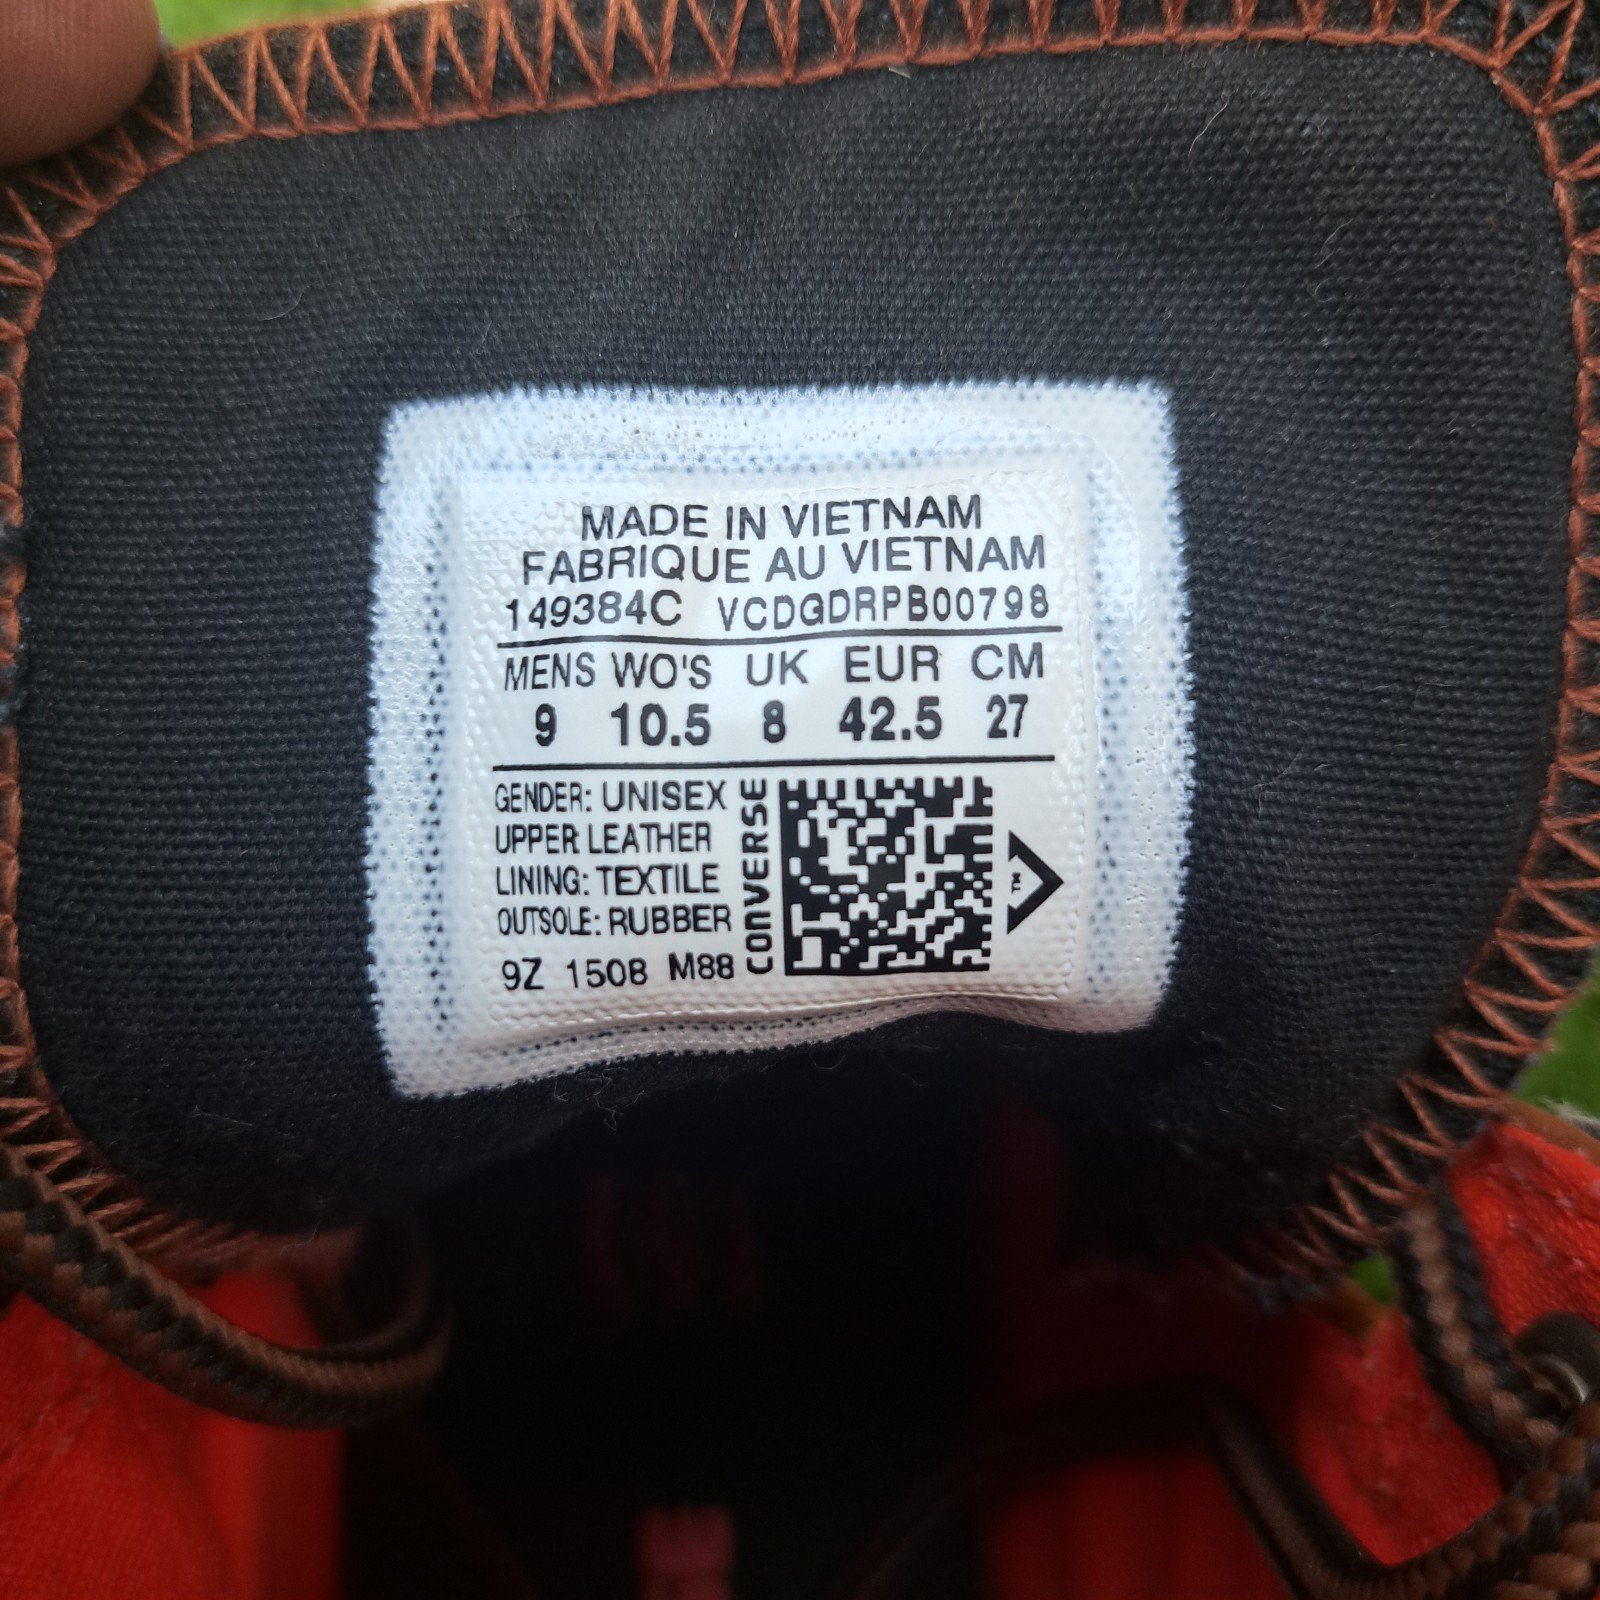 MADE IN VIETNAM
FABRIQUE AU VIETNAM
149384C VCDGDRPB00798
MENS WO'S UK EUR CM
9 10.5 8 42.5 27
GENDER: UNISEX
UPPER LEATHER
LINING: TEXTILE
OUTSOLE: RUBBER
9Z 1508 M88
CONVERSE
TM